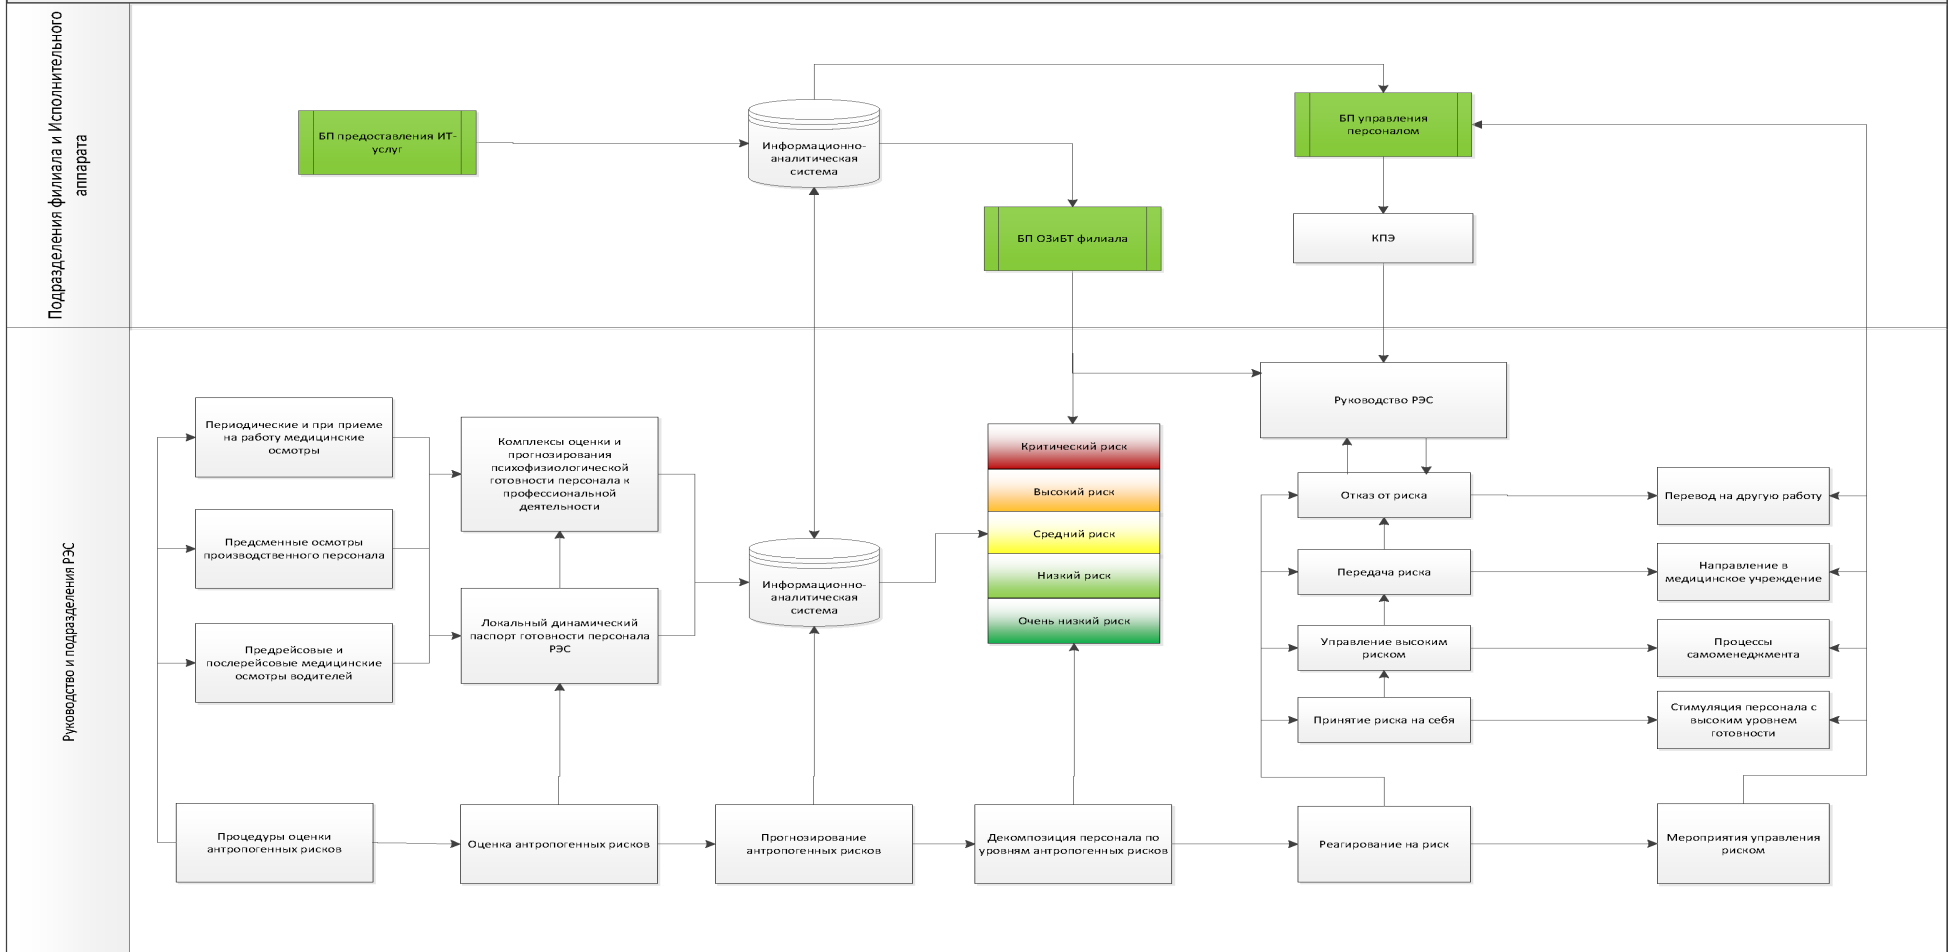 Подразделения филиала и Исполнительного
аппарата
БП предоставления ИТ-
услуг
Информационно-
аналитическая
система
БП управления
персоналом
БП ОЗиБТ филиала
КПЭ
Руководство и подразделения РЭС
Периодические и при приеме
на работу медицинские
осмотры
Предсменные осмотры
производственного персонала
Предрейсовые и
послерейсовые медицинские
осмотры водителей
Комплексы оценки и
прогнозирования
психофизиологической
готовности персонала к
профессиональной
деятельности
Локальный динамический
паспорт готовности персонала
РЭС
Информационно-
аналитическая
система
Критический риск
Высокий риск
Средний риск
Низкий риск
Очень низкий риск
Руководство РЭС
Отказ от риска
Передача риска
Управление высоким
риском
Принятие риска на себя
Перевод на другую работу
Направление в
медицинское учреждение
Процессы
самоменеджмента
Стимуляция персонала с
высоким уровнем
готовности
Процедуры оценки
антропогенных рисков
Оценка антропогенных рисков
Прогнозирование
антропогенных рисков
Декомпозиция персонала по
уровням антропогенных рисков
Реагирование на риск
Мероприятия управления
риском